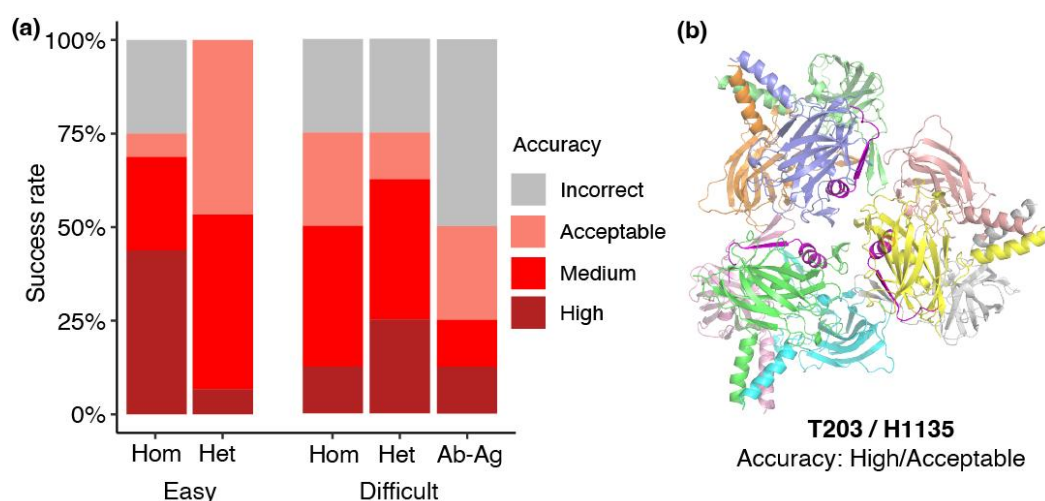 (a)
100%
75%
50%
25%
0%
Success rate
Hom Het Hom Het Ab-Ag
Easy Difficult
Accuracy
Incorrect
Acceptable
Medium
High
(b)
T203 / H1135
Accuracy: High/Acceptable